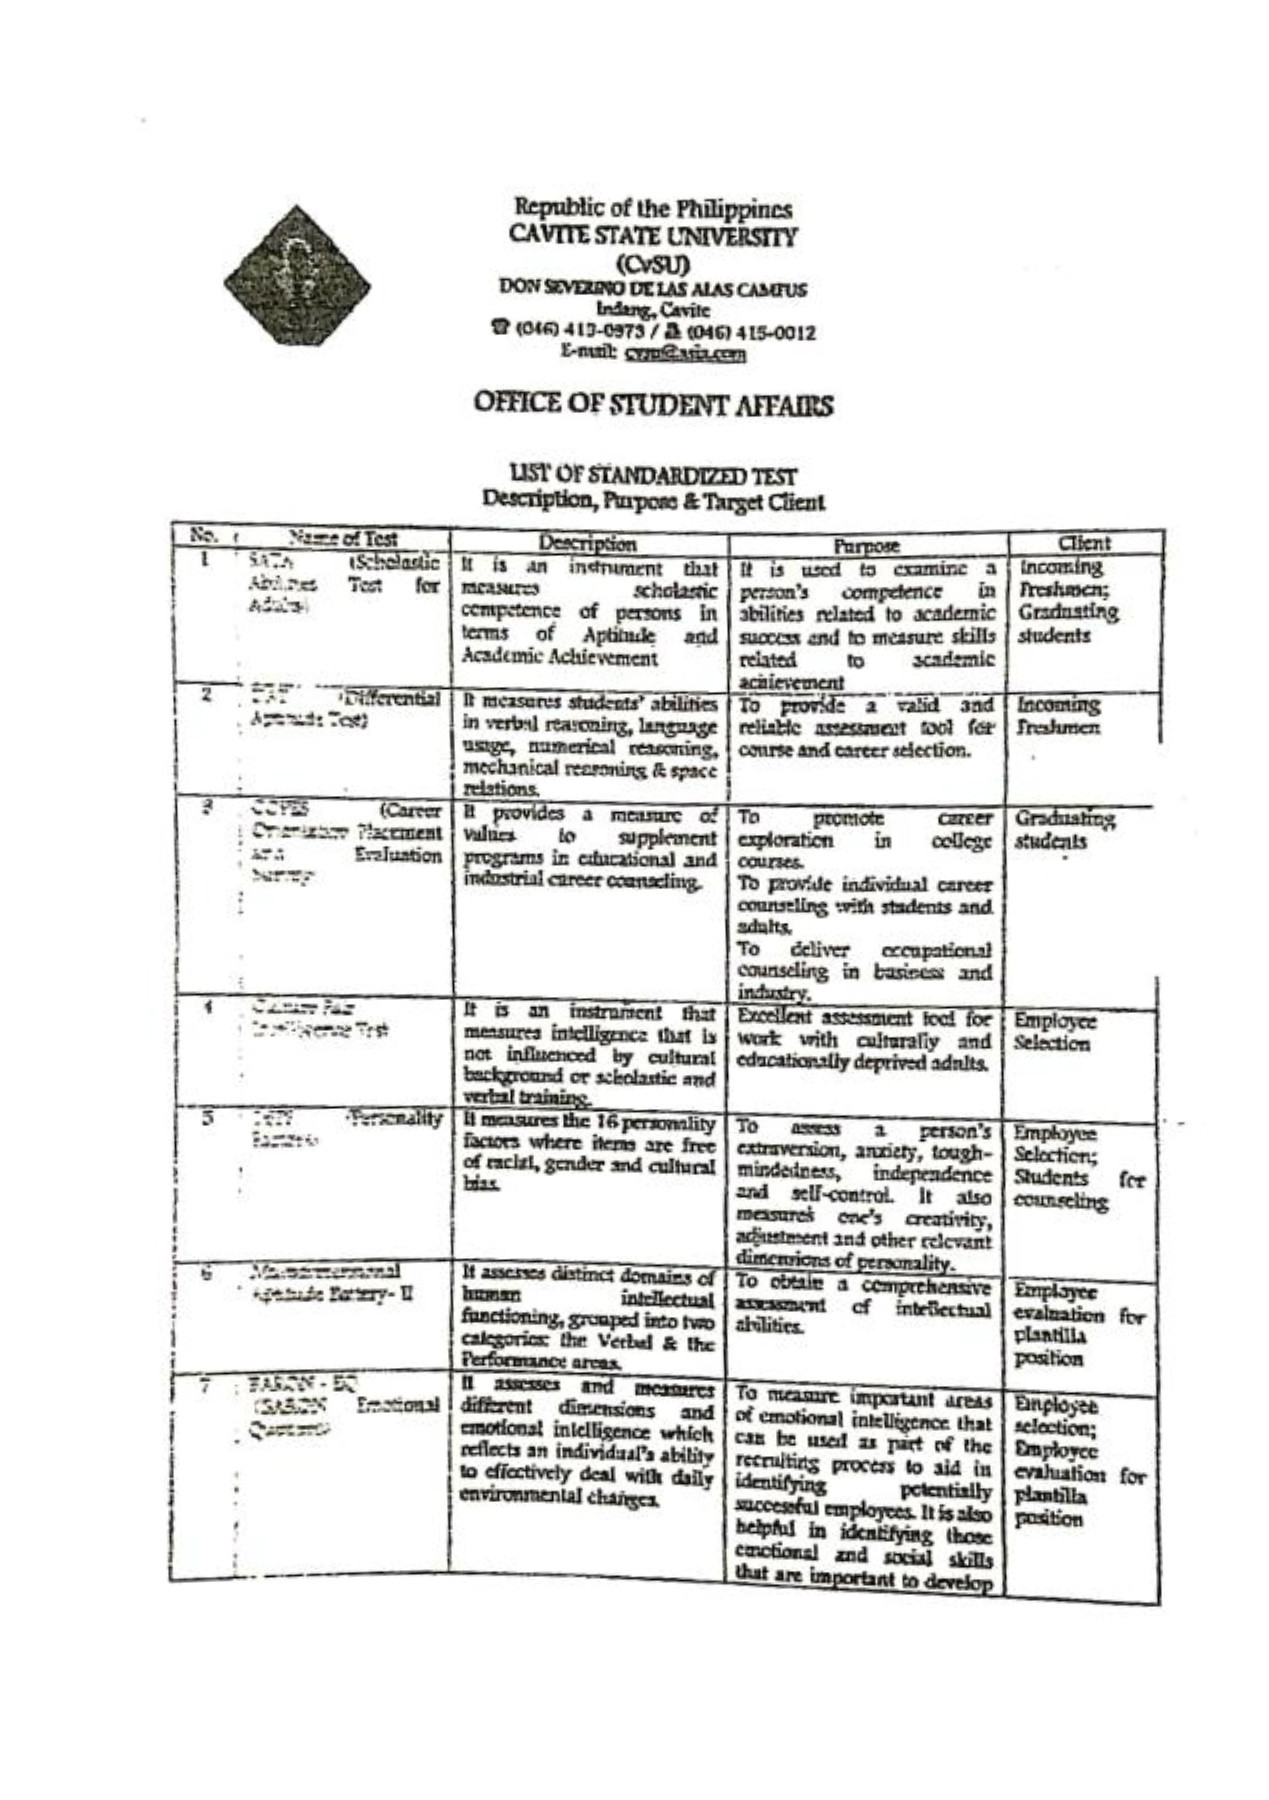 Republic of the Philippines
CAVITE STATE UNIVERSITY
(CvSU)
DON SEVERINO DE LAS ALAS CAMPUS
Indang, Cavite
(046) 415-0012
E-mail:
OFFICE OF STUDENT AFFAIRS
LIST OF STANDARDIZED TEST
Description, Purpose & Target Client
No. Name of Test Description Purpose Client
1
SATA (Scholastic
Abilities Test for
Adults)
It is an instrument that
measures scholastic
competence of persons in
terms of Aptitude and
Academic Achievement
It is used to examine a
person's competence in
abilities related to academic
success and to measure skills
related to academic
achievement
Incoming
Freshmen;
Graduating
students
2
(Differential
Aptitude Test)
It measures students' abilities
in verbal reasoning, language
usage, numerical reasoning,
mechanical reasoning & space
relations.
To provide a valid and
reliable assessment tool for
course and career selection.
Incoming
Freshmen
3
COPES (Career
Orientation Placement
and Evaluation
Survey)
It provides a measure of
values to supplement
programs in educational and
industrial career counseling.
To promote career
exploration in college
courses.
To provide individual career
counseling with students and
adults.
To deliver occupational
counseling in business and
industry.
Graduating
students
4
Culture Fair
Intelligence Test
It is an instrument that
measures intelligence that is
not influenced by cultural
background or scholastic and
verbal training.
Excellent assessment tool for
work with culturally and
educationally deprived adults.
Employee
Selection
5
(Personality
Factors)
It measures the 16 personality
factors where items are free
of racial, gender and cultural
bias.
To assess a person's
extraversion, anxiety, tough-
mindedness, independence
and self-control. It also
measures one's creativity,
adjustment and other relevant
dimensions of personality.
Employee
Selection;
Students for
counseling
6
Multidimensional
Aptitude Battery- II
It assesses distinct domains of
human intellectual
functioning, grouped into two
categories: the Verbal & the
Performance areas.
To obtain a comprehensive
assessment of intellectual
abilities.
Employee
evaluation for
plantilla
position
7
BARON - EQ
(BARON Emotional
Quotient)
It assesses and measures
different dimensions and
emotional intelligence which
reflects an individual's ability
to effectively deal with daily
environmental changes.
To measure important areas
of emotional intelligence that
can be used as part of the
recruiting process to aid in
identifying potentially
successful employees. It is also
helpful in identifying those
emotional and social skills
that are important to develop
Employee
selection;
Employee
evaluation for
plantilla
position